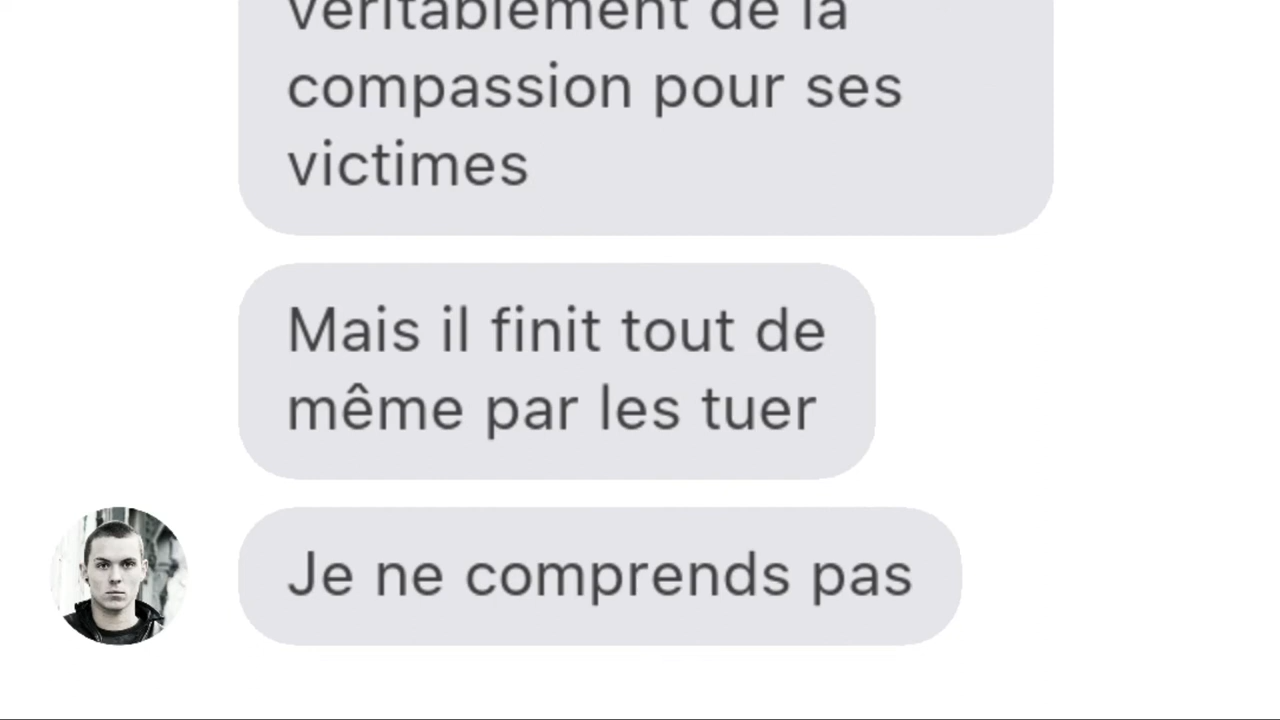 véritablement de la
compassion pour ses
victimes
Mais il finit tout de
même par les tuer
Je ne comprends pas